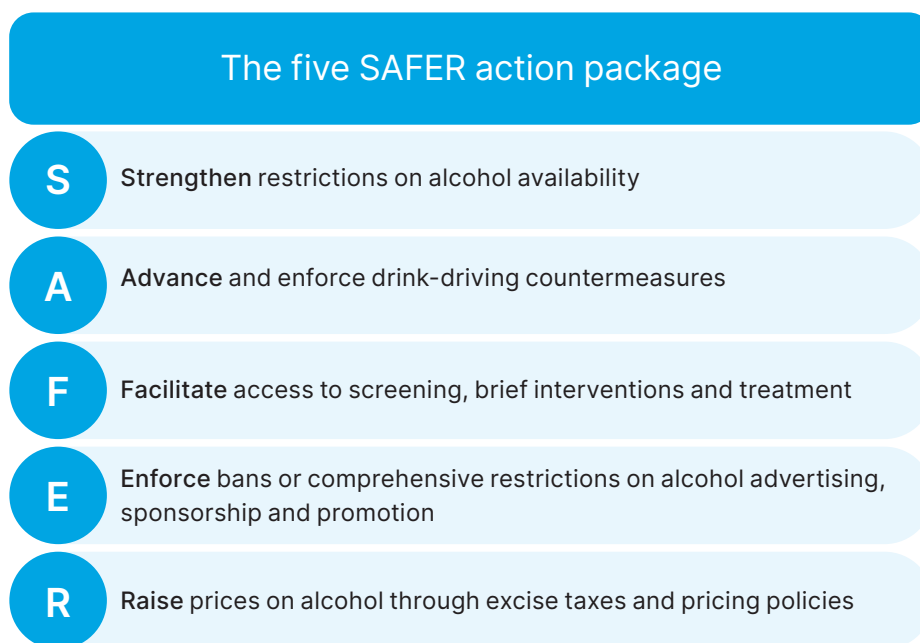 The five SAFER action package
S
Strengthen restrictions on alcohol availability
A
Advance and enforce drink-driving countermeasures
F
Facilitate access to screening, brief interventions and treatment
E
Enforce bans or comprehensive restrictions on alcohol advertising,
sponsorship and promotion
R
Raise prices on alcohol through excise taxes and pricing policies